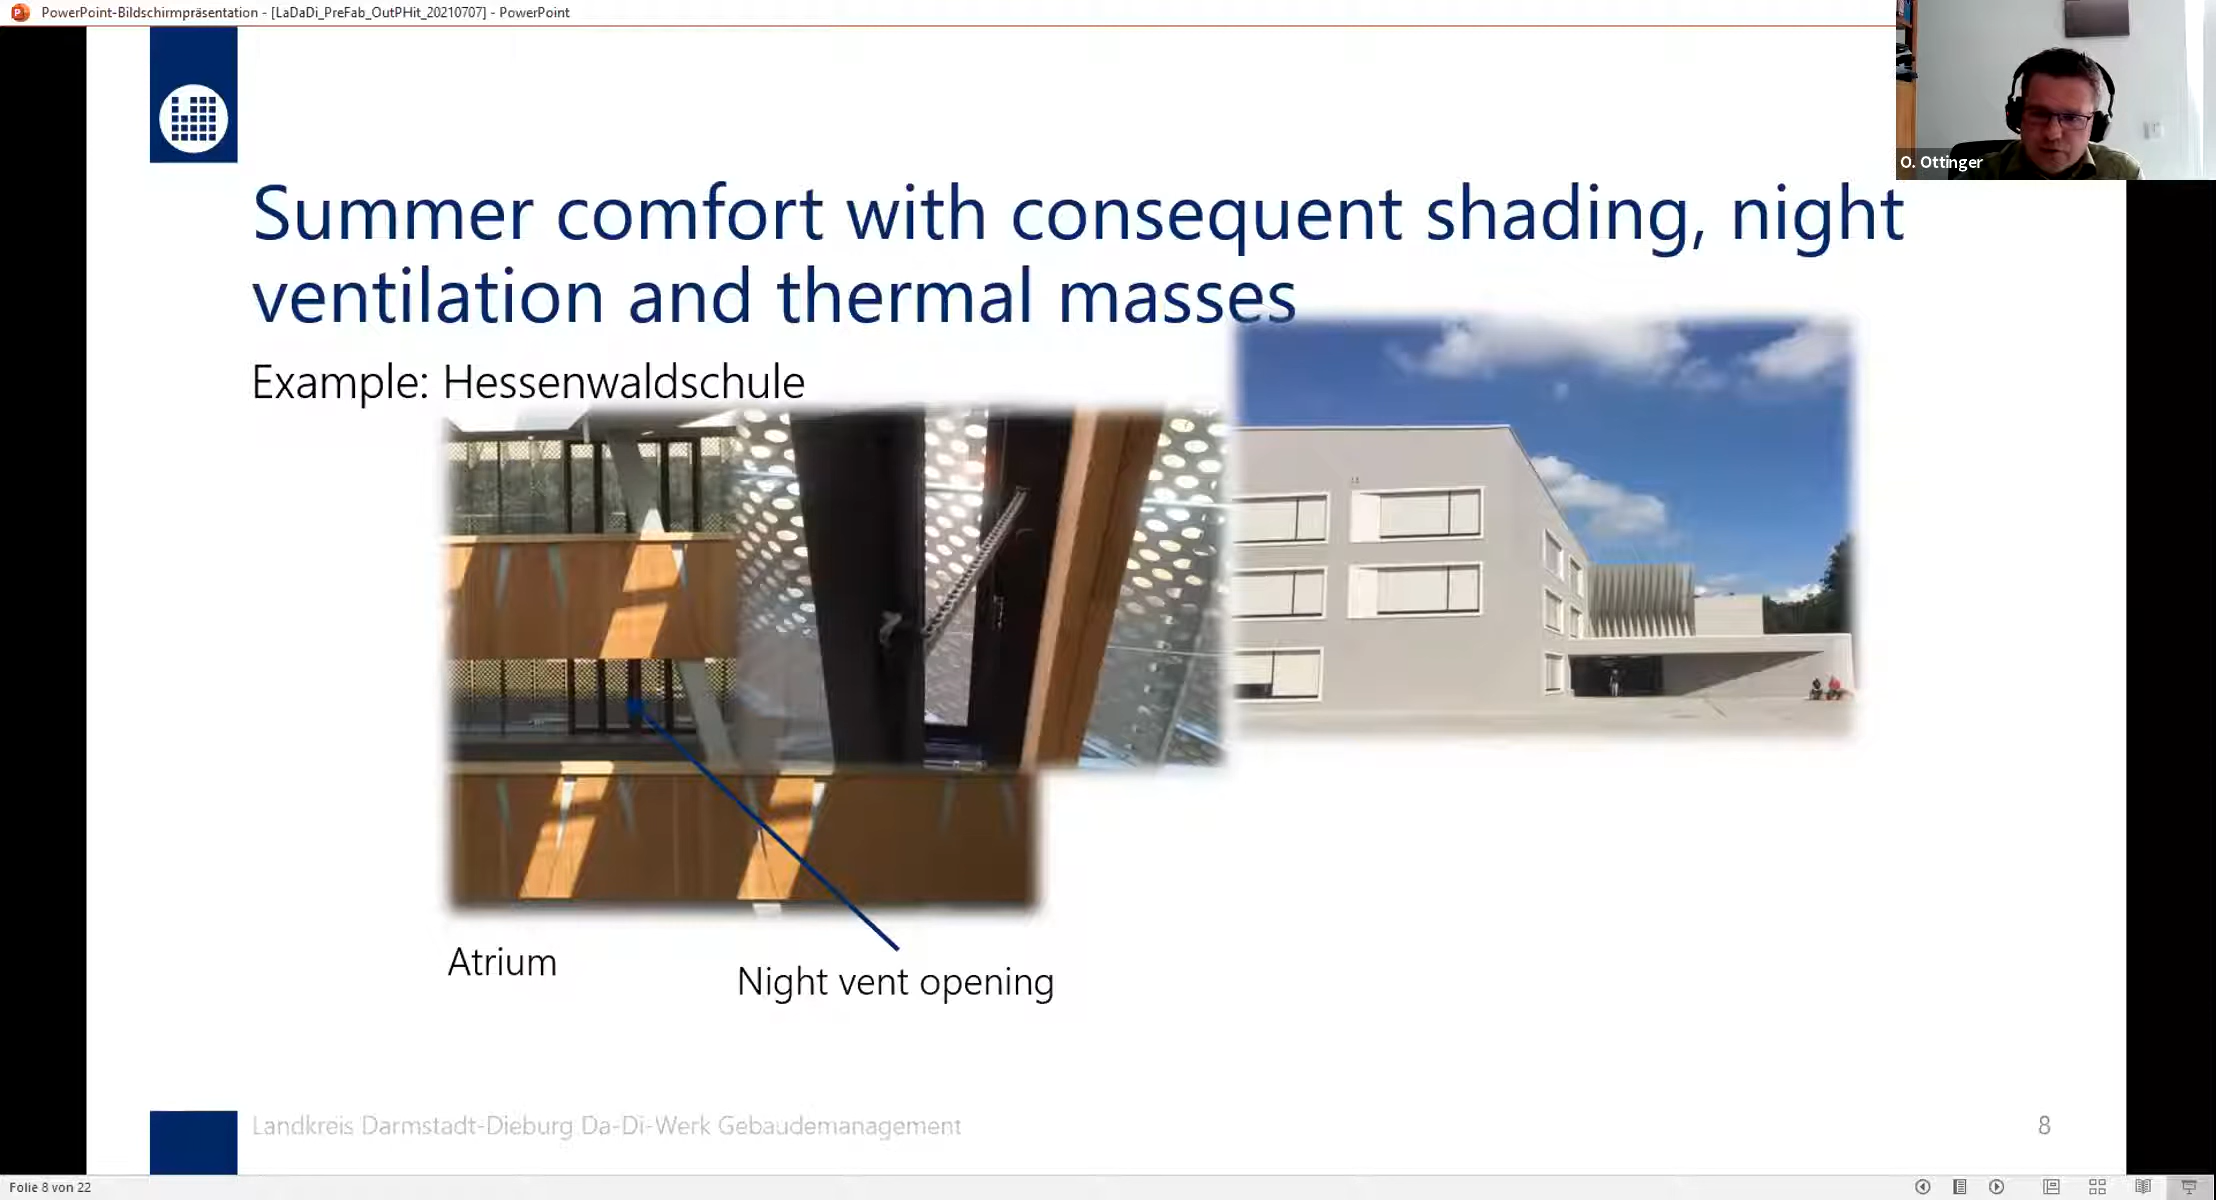 PowerPoint-Bildschirmpräsentation - [LaDaDi_PreFab_OutPHit_20210707] - PowerPoint
O. Ottinger
Summer comfort with consequent shading, night
ventilation and thermal masses
Example: Hessenwaldschule
Atrium
Night vent opening
Landkreis Darmstadt-Dieburg Da-Di-Werk Gebäudemanagement
8
Folie 8 von 22